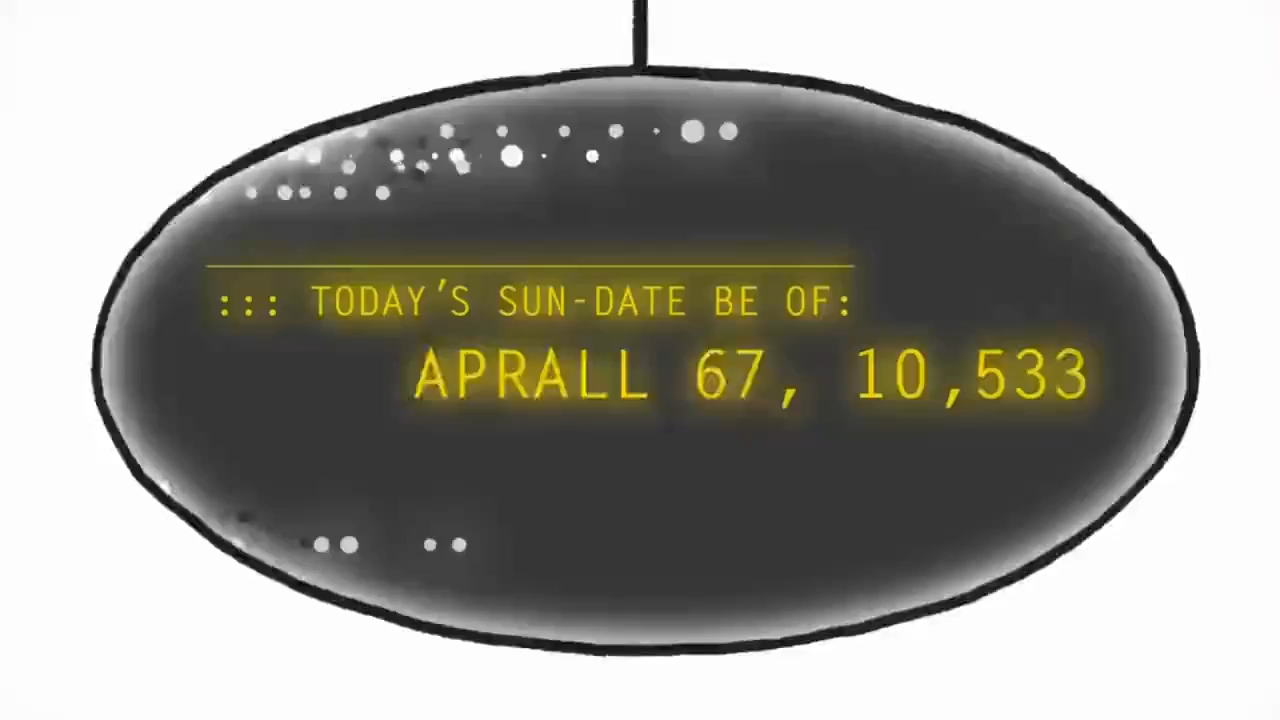 ::: TODAY'S SUN-DATE BE OF:
APRALL 67, 10,533